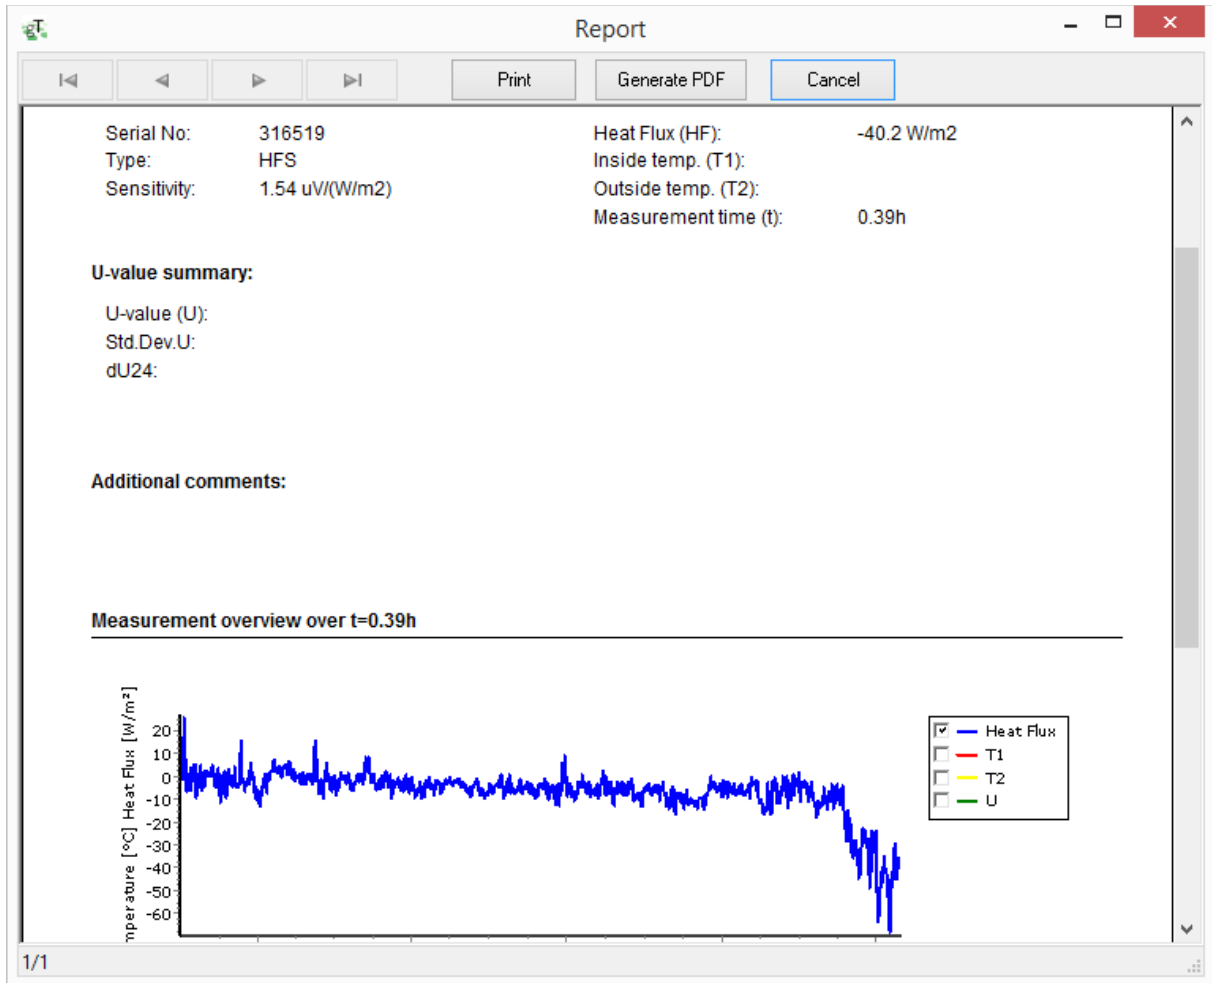 gT
Report
Print
Generate PDF
Cancel
Serial No: 316519 Heat Flux (HF): -40.2 W/m2
Type: HFS Inside temp. (T1):
Sensitivity: 1.54 uV/(W/m2) Outside temp. (T2):
Measurement time (t): 0.39h
U-value summary:
U-value (U):
Std.Dev.U:
dU24:
Additional comments:
Measurement overview over t=0.39h
mperature [°C] Heat Flux [W/m²]
20
10
0
-10
-20
-30
-40
-50
-60
Heat Flux
T1
T2
U
1/1